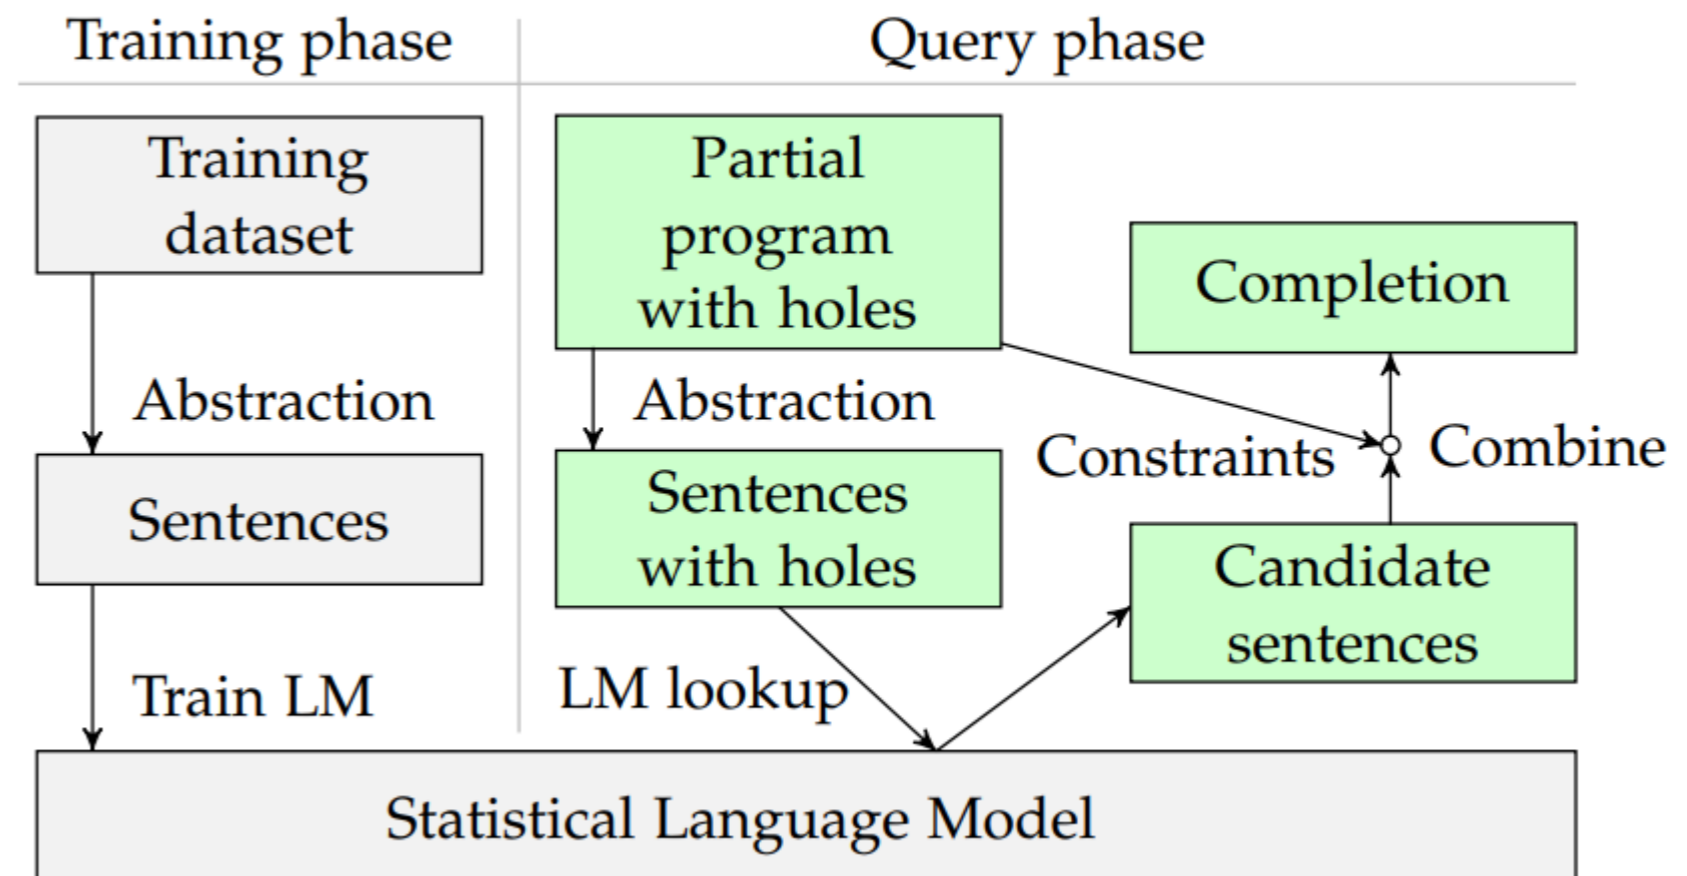 Training phase
Query phase
Training
dataset
Abstraction
Sentences
Train LM
Partial
program
with holes
Abstraction
Sentences
with holes
LM lookup
Completion
Constraints
Combine
Candidate
sentences
Statistical Language Model